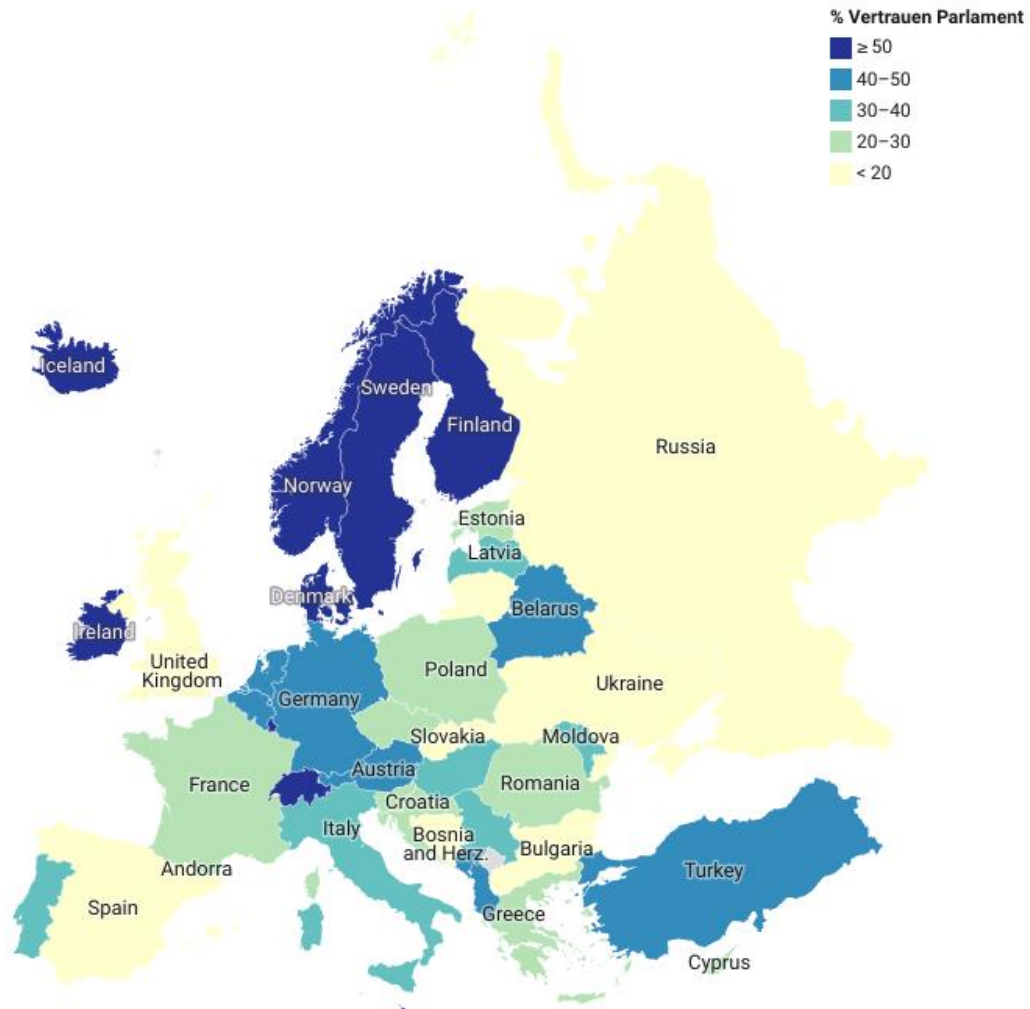 % Vertrauen Parlament
≥ 50
40–50
30–40
20–30
< 20
Iceland
Sweden
Finland
Norway
Russia
Estonia
Latvia
Denmark
Belarus
Ireland
United
Kingdom
Poland
Ukraine
Germany
Slovakia
Moldova
Austria
France
Romania
Croatia
Italy
Bosnia
and Herz.
Bulgaria
Andorra
Turkey
Spain
Greece
Cyprus